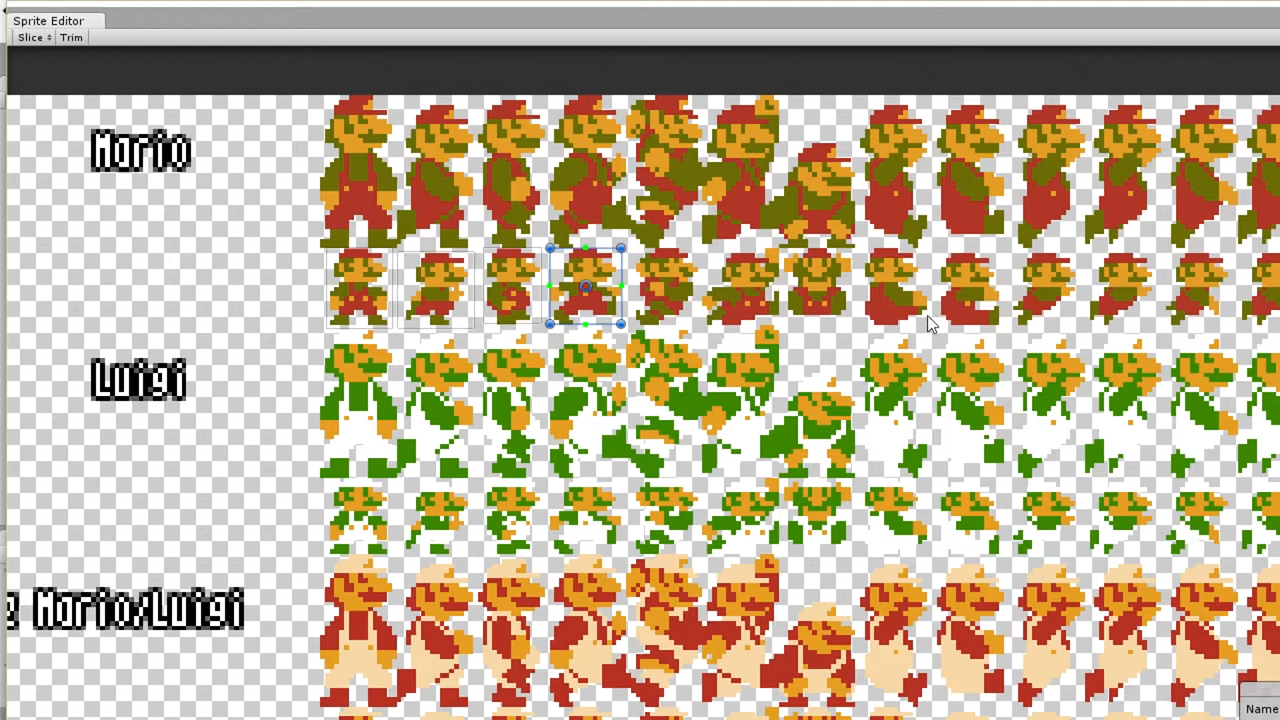 Sprite Editor
Slice Trim
Mario
Luigi
Mario/Luigi
Name